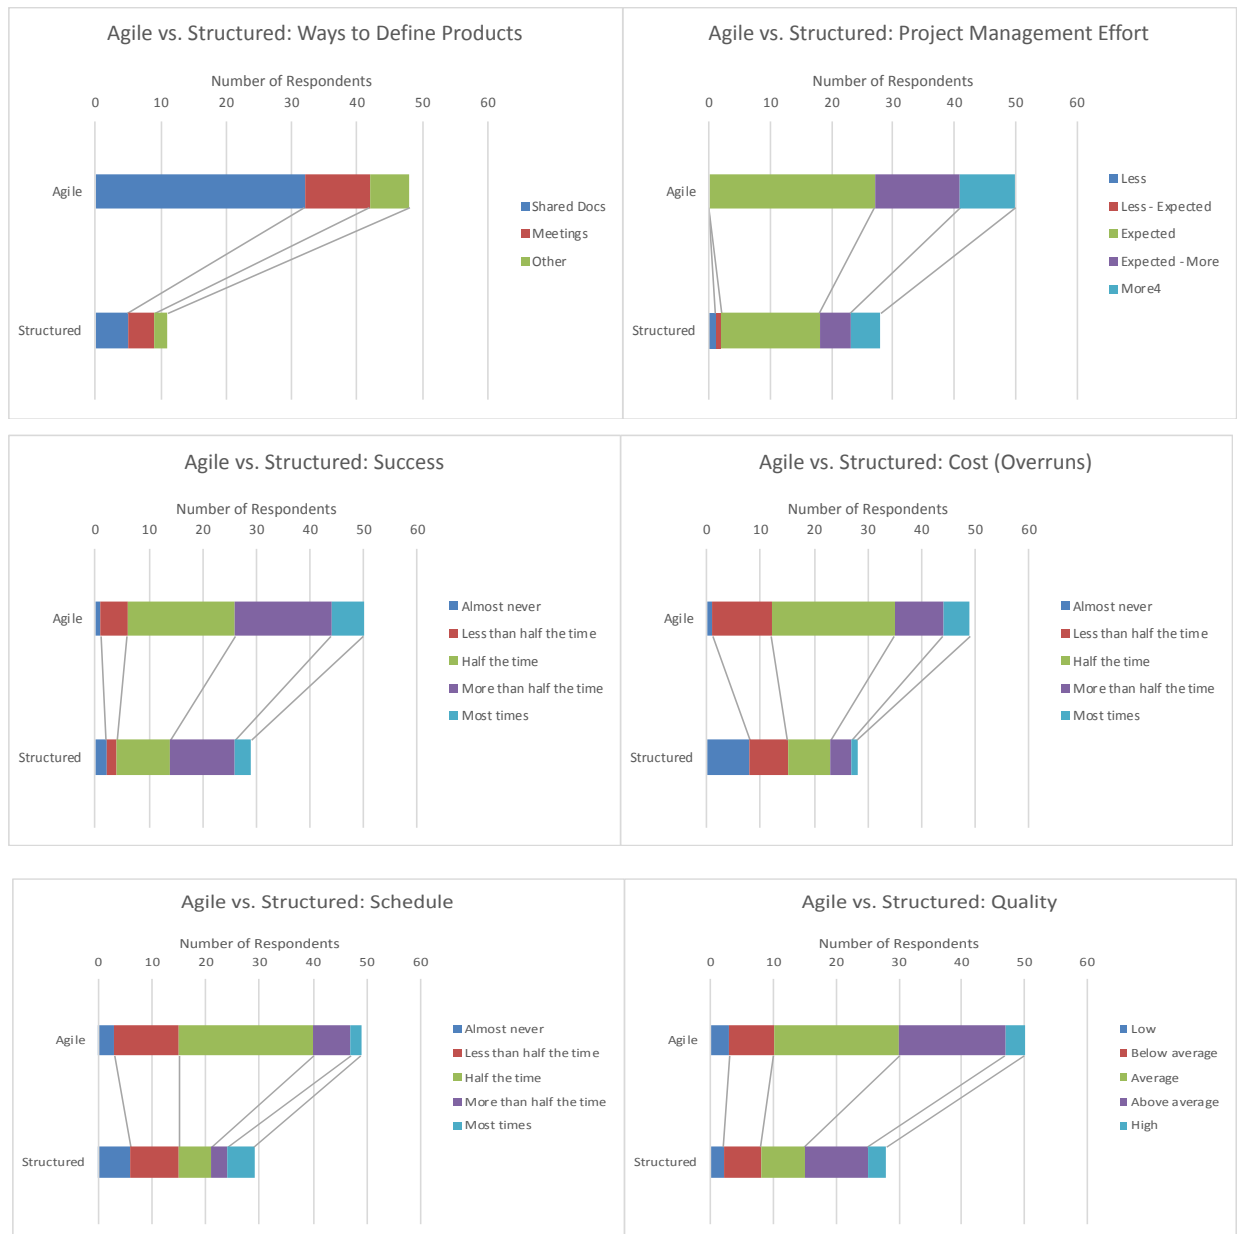 Agile vs. Structured: Ways to Define Products
Number of Respondents
0 10 20 30 40 50 60
Agile
Structured
Shared Docs
Meetings
Other
Agile vs. Structured: Project Management Effort
Number of Respondents
0 10 20 30 40 50 60
Agile
Structured
Less
Less - Expected
Expected
Expected - More
More4
Agile vs. Structured: Success
Number of Respondents
0 10 20 30 40 50 60
Agile
Structured
Almost never
Less than half the time
Half the time
More than half the time
Most times
Agile vs. Structured: Cost (Overruns)
Number of Respondents
0 10 20 30 40 50 60
Agile
Structured
Almost never
Less than half the time
Half the time
More than half the time
Most times
Agile vs. Structured: Schedule
Number of Respondents
0 10 20 30 40 50 60
Agile
Structured
Almost never
Less than half the time
Half the time
More than half the time
Most times
Agile vs. Structured: Quality
Number of Respondents
0 10 20 30 40 50 60
Agile
Structured
Low
Below average
Average
Above average
High